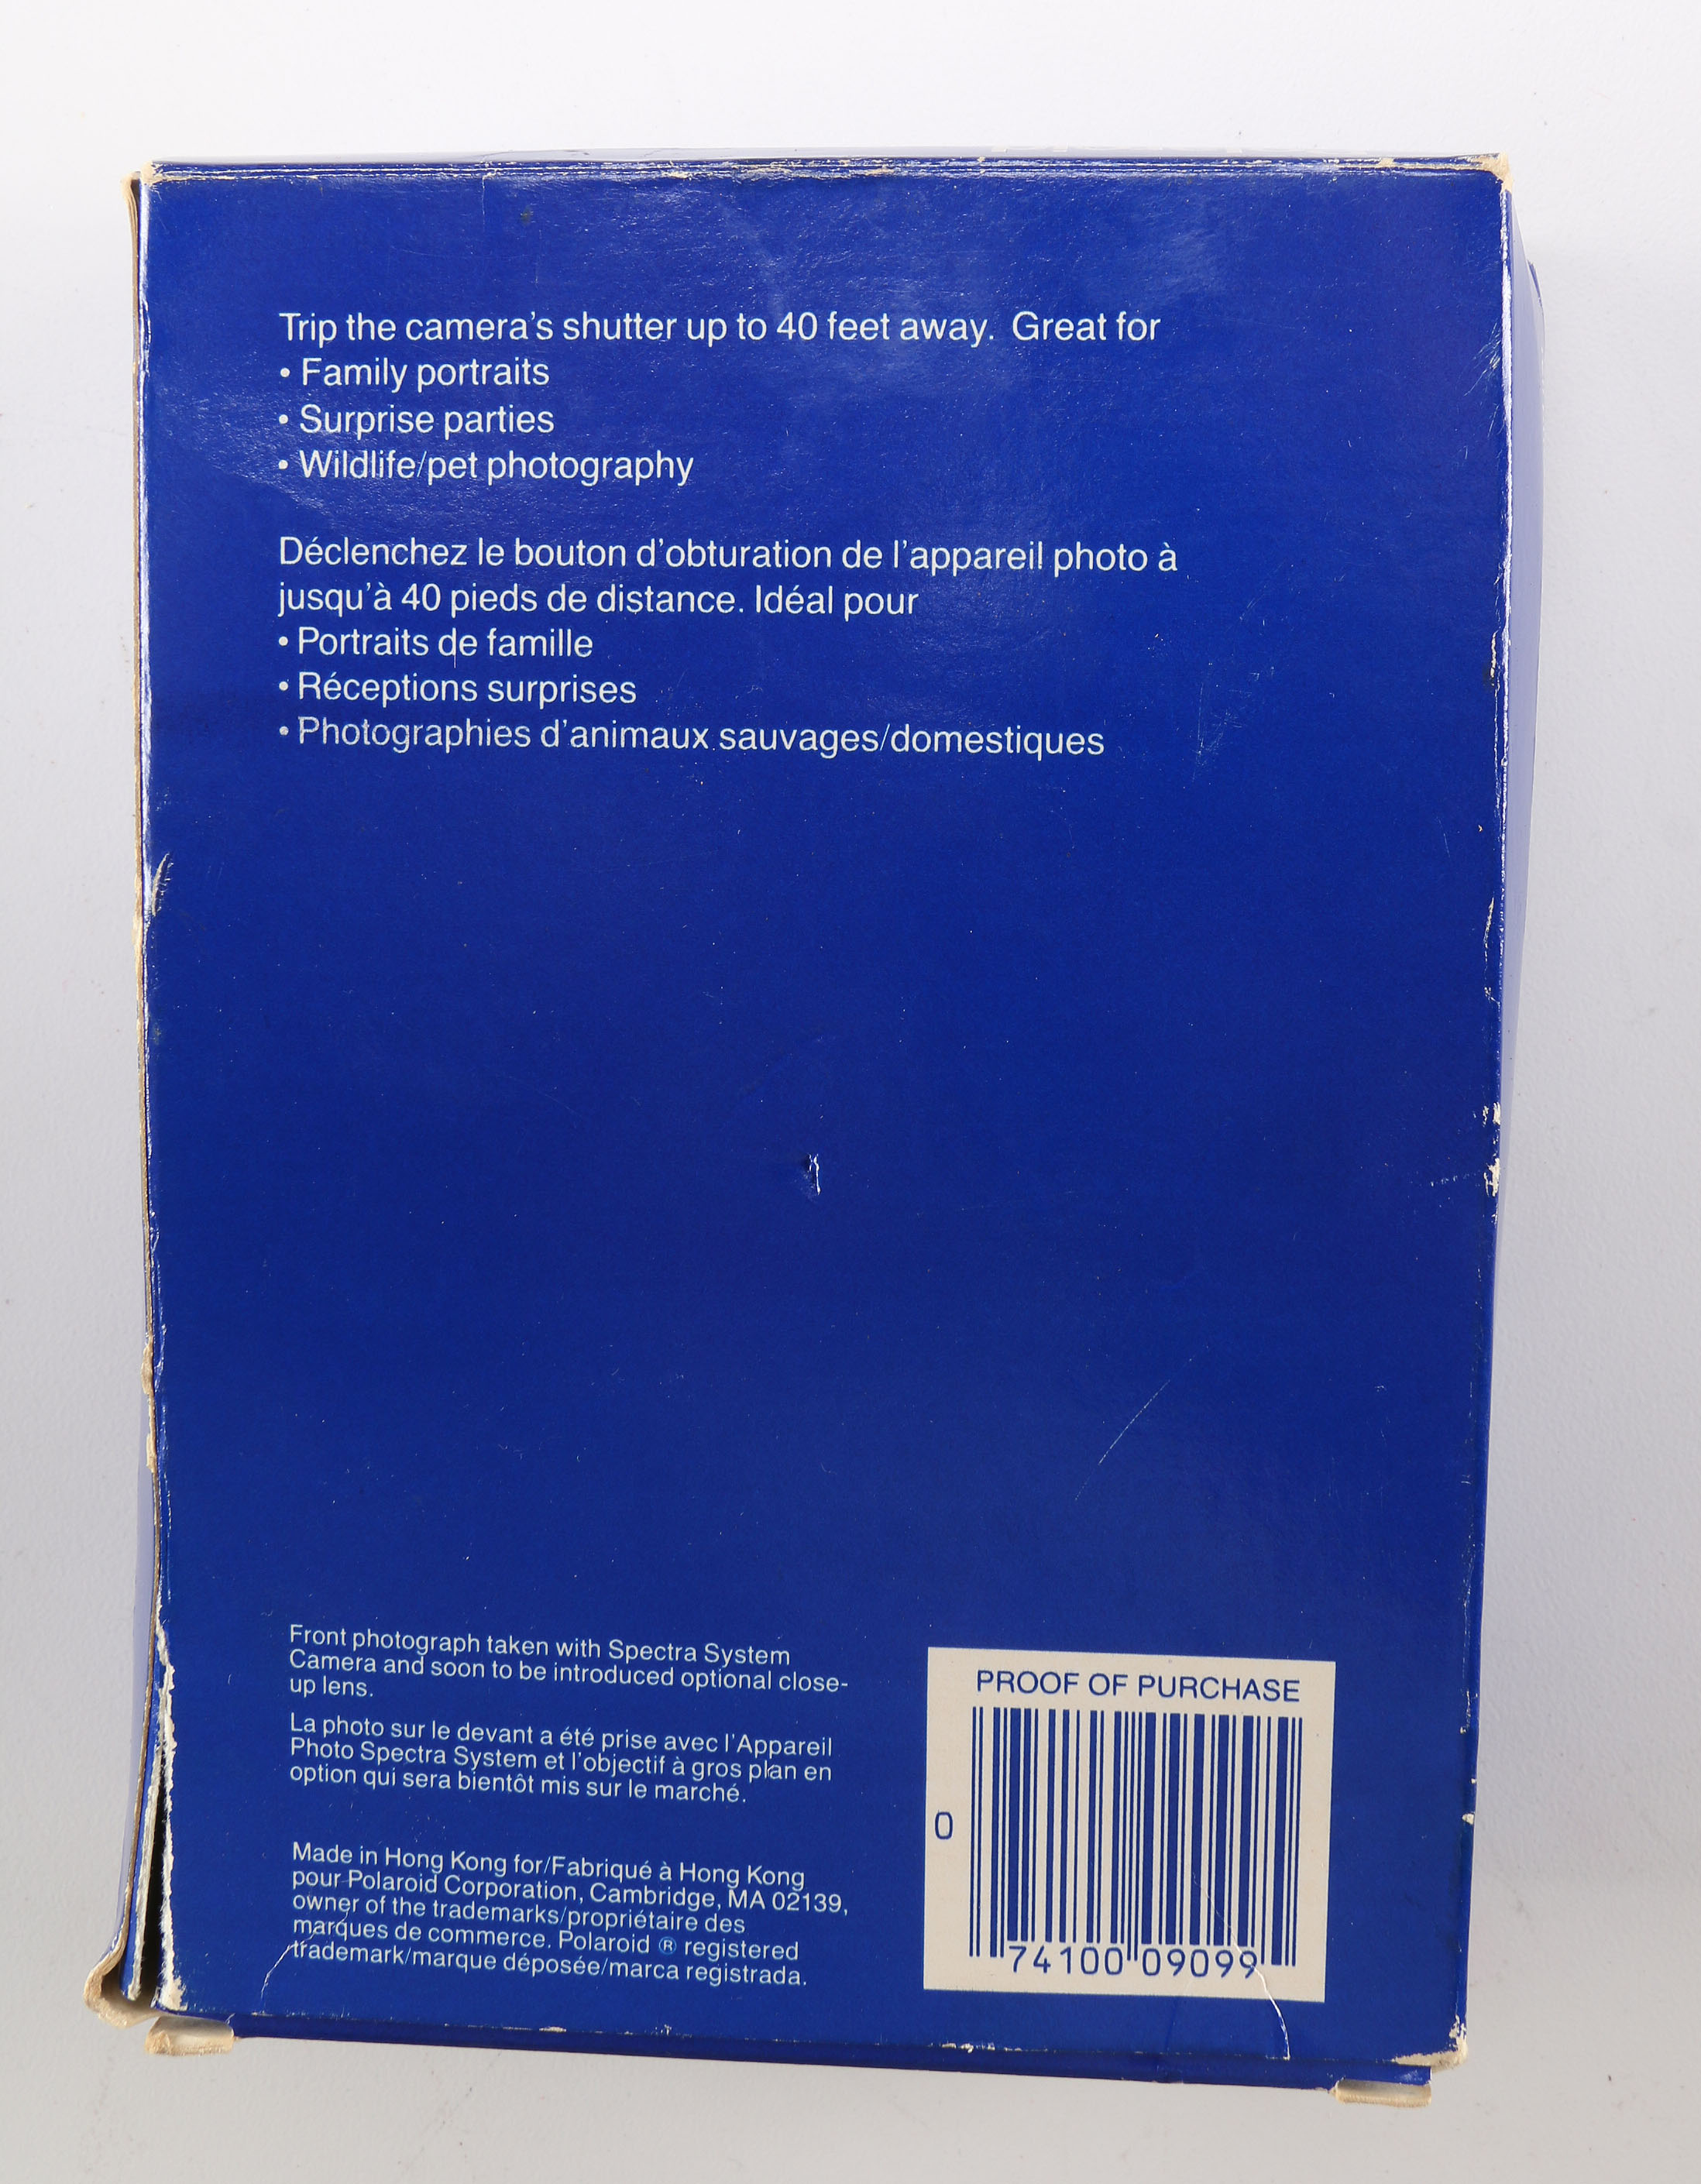 Trip the camera's shutter up to 40 feet away. Great for
• Family portraits
• Surprise parties
• Wildlife/pet photography
Déclenchez le bouton d'obturation de l'appareil photo à
jusqu'à 40 pieds de distance. Idéal pour
• Portraits de famille
• Réceptions surprises
• Photographies d'animaux sauvages/domestiques
Front photograph taken with Spectra System
Camera and soon to be introduced optional close-
up lens.
La photo sur le devant a été prise avec l'Appareil
Photo Spectra System et l'objectif à gros plan en
option qui sera bientôt mis sur le marché.
Made in Hong Kong for/Fabriqué à Hong Kong
pour Polaroid Corporation, Cambridge, MA 02139,
owner of the trademarks/propriétaire des
marques de commerce. Polaroid ® registered
trademark/marque déposée/marca registrada.
PROOF OF PURCHASE
0 74100 09099